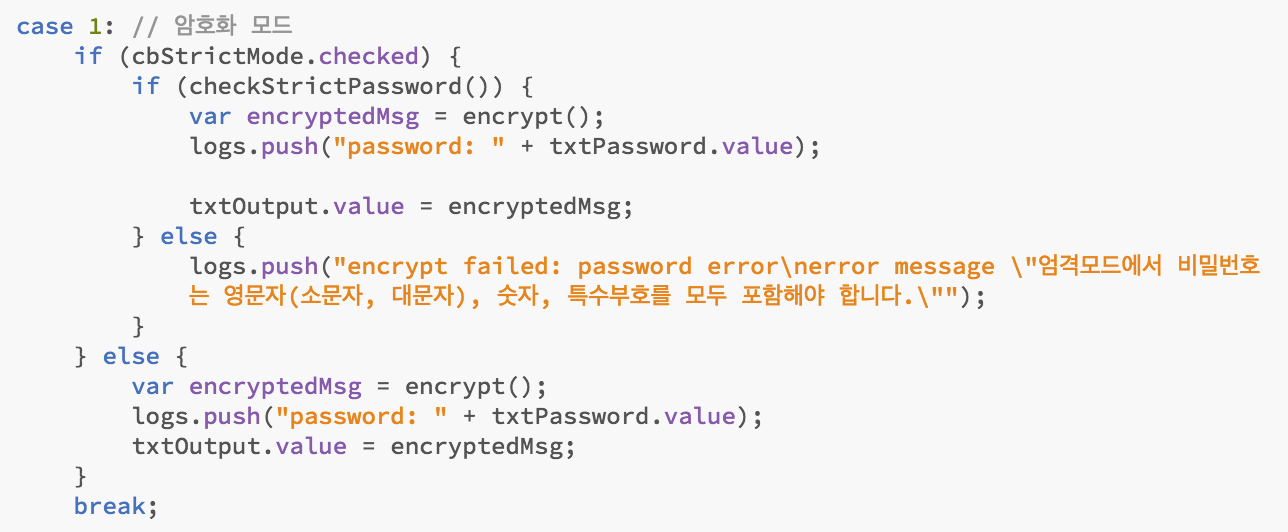 case 1: // 암호화 모드
    if (cbStrictMode.checked) {
        if (checkStrictPassword()) {
            var encryptedMsg = encrypt();
            logs.push("password: " + txtPassword.value);

            txtOutput.value = encryptedMsg;
        } else {
            logs.push("encrypt failed: password error\nerror message \"엄격모드에서 비밀번호
            는 영문자(소문자, 대문자), 숫자, 특수부호를 모두 포함해야 합니다.\"");
        }
    } else {
        var encryptedMsg = encrypt();
        logs.push("password: " + txtPassword.value);
        txtOutput.value = encryptedMsg;
    }
    break;